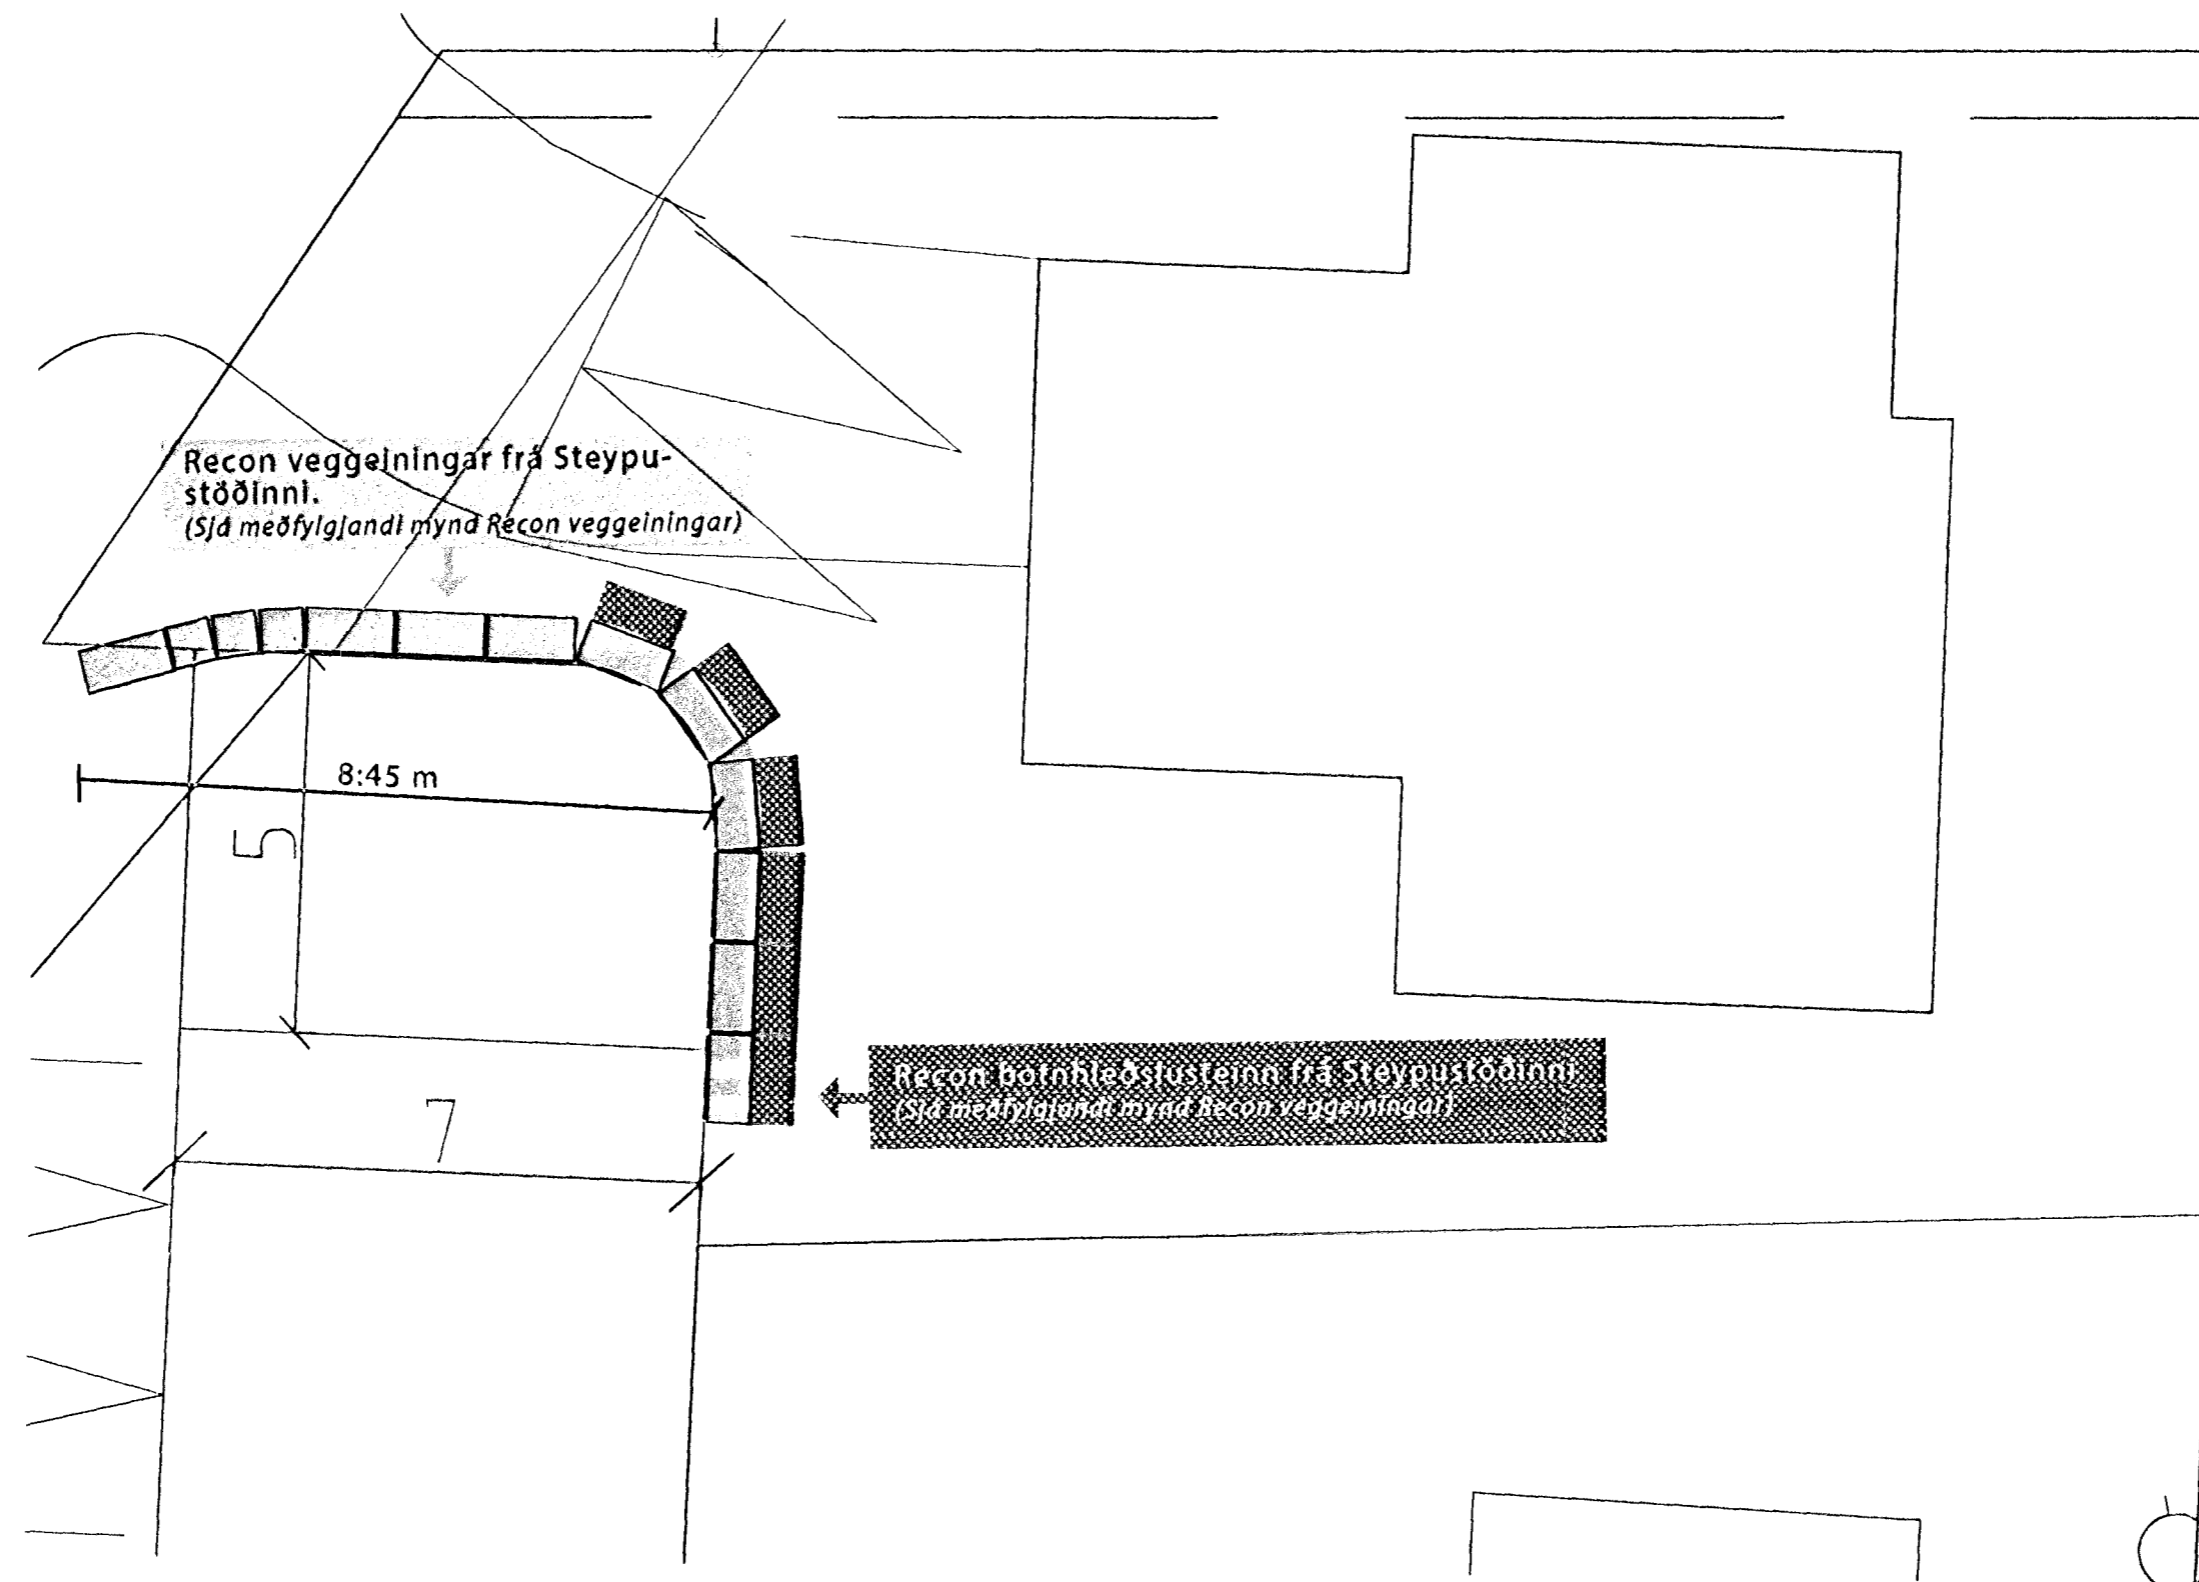 Recon veggeiningar frá Steypu-
stöðinni.
(Sjá meðfylgjandi mynd Recon veggeiningar)
8:45 m
5
7
Recon botnhleðslusteinn frá Steypustöðinni
(Sjá meðfylgjandi mynd Recon veggeiningar)